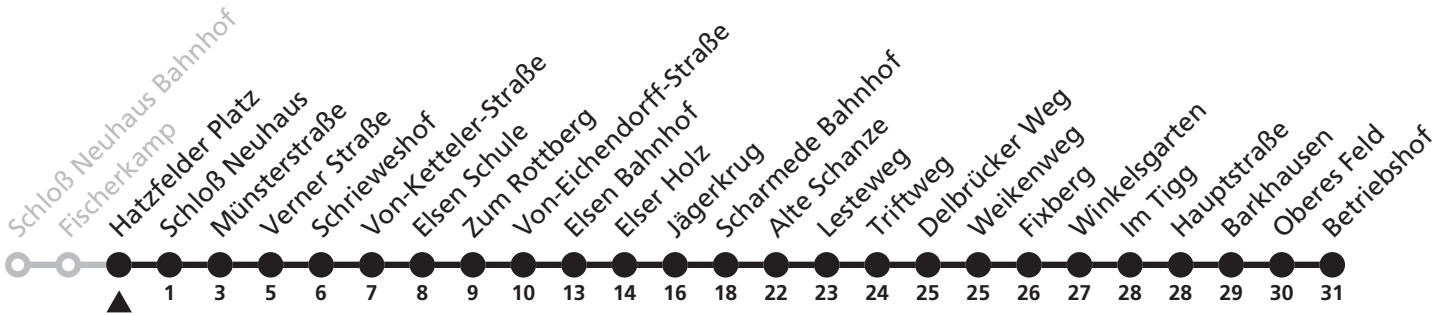 Schloß Neuhaus Bahnhof
Fischerkamp
Hatzfelder Platz
Schloß Neuhaus
Münsterstraße
Verner Straße
Schrieweshof
Von-Ketteler-Straße
Elsen Schule
Zum Rottberg
Von-Eichendorff-Straße
Elsen Bahnhof
Elser Holz
Jägerkrug
Scharmede Bahnhof
Alte Schanze
Lesteweg
Triftweg
Delbrücker Weg
Weikenweg
Fixberg
Winkelsgarten
Im Tigg
Hauptstraße
Barkhausen
Oberes Feld
Betriebshof
1 3 5 6 7 8 9 10 13 14 16 18 22 23 24 25 25 26 27 28 28 29 30 31